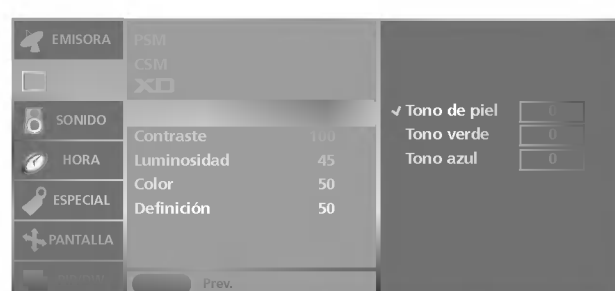 EMISORA
SONIDO
HORA
ESPECIAL
PANTALLA
PSM
CSM
XD
Contraste 100
Luminosidad 45
Color 50
Definición 50
Prev.
✓ Tono de piel 0
Tono verde 0
Tono azul 0